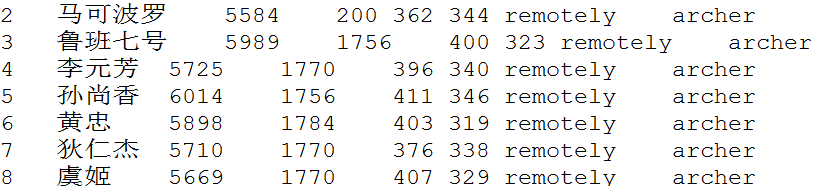 2 马可波罗 5584 200 362 344 remotely archer
3 鲁班七号 5989 1756 400 323 remotely archer
4 李元芳 5725 1770 396 340 remotely archer
5 孙尚香 6014 1756 411 346 remotely archer
6 黄忠 5898 1784 403 319 remotely archer
7 狄仁杰 5710 1770 376 338 remotely archer
8 虞姬 5669 1770 407 329 remotely archer